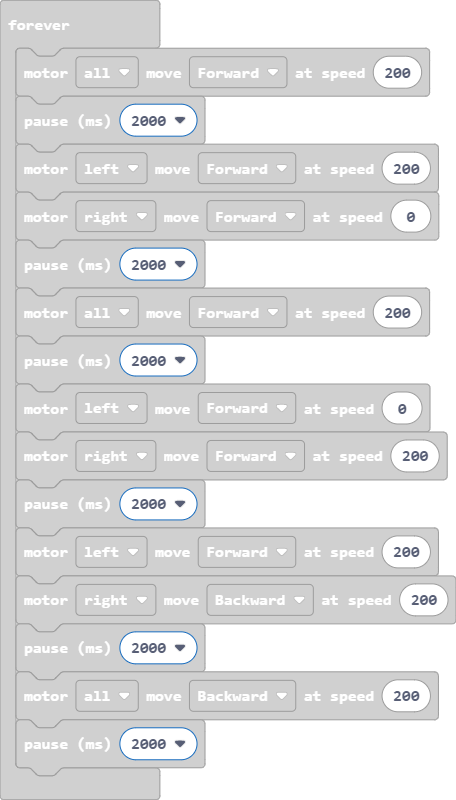 forever
motor all move Forward at speed 200
pause (ms) 2000
motor left move Forward at speed 200
motor right move Forward at speed 0
pause (ms) 2000
motor all move Forward at speed 200
pause (ms) 2000
motor left move Forward at speed 0
motor right move Forward at speed 200
pause (ms) 2000
motor left move Forward at speed 200
motor right move Backward at speed 200
pause (ms) 2000
motor all move Backward at speed 200
pause (ms) 2000